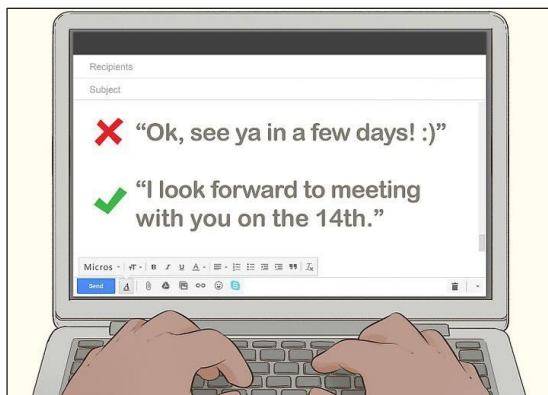 Recipients
Subject
“Ok, see ya in a few days! :)”
“I look forward to meeting
with you on the 14th.”
Micros
Send